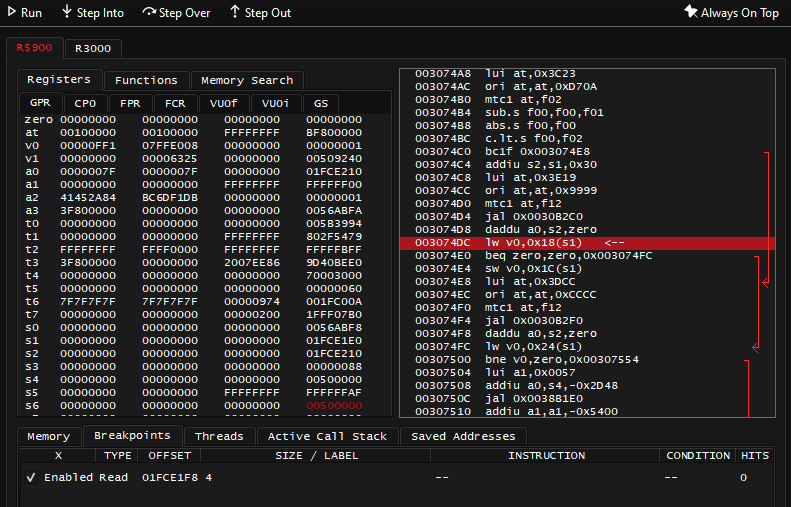 Run Step Into Step Over Step Out Always On Top
R5900 R3000
Registers Functions Memory Search
GPR CP0 FPR FCR VU0f VU0i GS
zero 00000000 00000000 00000000 00000000
at 00100000 00100000 FFFFFFFF BF800000
v0 00000FF1 07FFE008 00000000 00000001
v1 00000000 00006325 00000000 00509240
a0 0000007F 0000007F 00000000 01FCE210
a1 00000000 00000000 FFFFFFFF FFFFFF00
a2 41452A84 BC6DF1DB 00000000 00000001
a3 3F800000 00000000 00000000 0056ABFA
t0 00000000 00000000 00000000 005B3994
t1 00000000 00000000 FFFFFFFF 802F5479
t2 FFFFFFFF FFFF0000 FFFFFFFF FFFFFBFF
t3 3F800000 00000000 2007EE86 9D40BEE0
t4 00000000 00000000 00000000 70003000
t5 00000000 00000000 00000000 00000060
t6 7F7F7F7F 7F7F7F7F 00000974 001FC00A
t7 00000000 00000000 00000200 1FFF07B0
s0 00000000 00000000 00000000 0056ABF8
s1 00000000 00000000 00000000 01FCE1E0
s2 00000000 00000000 00000000 01FCE210
s3 00000000 00000000 00000000 00000088
s4 00000000 00000000 00000000 00500000
s5 00000000 00000000 FFFFFFFF FFFFFFAF
s6 00000000 00000000 00000000 00500000
003074A8 lui at,0x3C23
003074AC ori at,at,0xD70A
003074B0 mtc1 at,f02
003074B4 sub.s f00,f00,f01
003074B8 abs.s f00,f00
003074BC c.lt.s f00,f02
003074C0 bc1f 0x003074E8
003074C4 addiu s2,s1,0x30
003074C8 lui at,0x3E19
003074CC ori at,at,0x9999
003074D0 mtc1 at,f12
003074D4 jal 0x0030B2C0
003074D8 daddu a0,s2,zero
003074DC lw v0,0x18(s1) <--
003074E0 beq zero,zero,0x003074FC
003074E4 sw v0,0x1C(s1)
003074E8 lui at,0x3DCC
003074EC ori at,at,0xCCCC
003074F0 mtc1 at,f12
003074F4 jal 0x0030B2F0
003074F8 daddu a0,s2,zero
003074FC lw v0,0x24(s1)
00307500 bne v0,zero,0x00307554
00307504 lui a1,0x0057
00307508 addiu a0,s4,-0x2D48
0030750C jal 0x0038B1E0
00307510 addiu a1,a1,-0x5400
Memory Breakpoints Threads Active Call Stack Saved Addresses
X TYPE OFFSET SIZE / LABEL INSTRUCTION CONDITION HITS
Enabled Read 01FCE1F8 4 -- -- 0